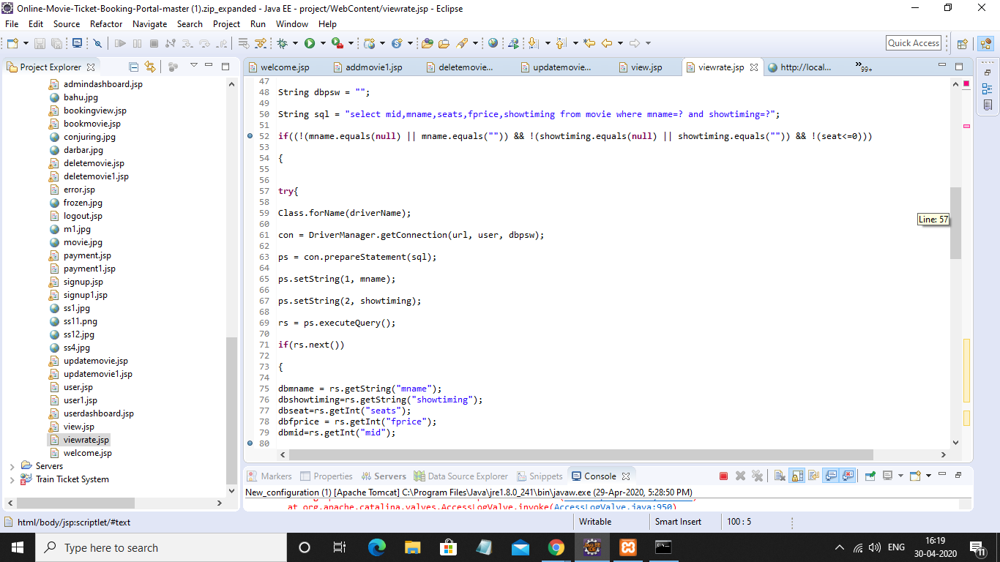 Online-Movie-Ticket-Booking-Portal-master (1).zip_expanded - Java EE - project/WebContent/viewrate.jsp - Eclipse
File Edit Source Refactor Navigate Search Project Run Window Help
Quick Access
Project Explorer
admindashboard.jsp
bahu.jpg
bookingview.jsp
bookmovie.jsp
conjuring.jpg
darbar.jpg
deletemovie.jsp
deletemovie1.jsp
error.jsp
frozen.jpg
logout.jsp
m1.jpg
movie.jpg
payment.jsp
payment1.jsp
signup.jsp
signup1.jsp
ss1.jpg
ss11.png
ss12.jpg
ss4.jpg
updatemovie.jsp
updatemovie1.jsp
user.jsp
user1.jsp
userdashboard.jsp
view.jsp
viewrate.jsp
welcome.jsp
Servers
Train Ticket System
welcome.jsp addmovie1.jsp deletemovie... updatemovie... view.jsp viewrate.jsp http://local... 99+
47
48 String dbpsw = "";
49
50 String sql = "select mid,mname,seats,fprice,showtiming from movie where mname=? and showtiming=?";
51
52 if((!(mname.equals(null) || mname.equals("")) && !(showtiming.equals(null) || showtiming.equals("")) && !(seat<=0)))
53
54 {
55
56
57 try{
58
59 Class.forName(driverName);
60
61 con = DriverManager.getConnection(url, user, dbpsw);
62
63 ps = con.prepareStatement(sql);
64
65 ps.setString(1, mname);
66
67 ps.setString(2, showtiming);
68
69 rs = ps.executeQuery();
70
71 if(rs.next())
72
73 {
74
75 dbmname = rs.getString("mname");
76 dbshowtiming=rs.getString("showtiming");
77 dbseat=rs.getInt("seats");
78 dbfprice = rs.getInt("fprice");
79 dbmid=rs.getInt("mid");
80
Line: 57
Markers Properties Servers Data Source Explorer Snippets Console
New_configuration (1) [Apache Tomcat] C:\Program Files\Java\jre1.8.0_241\bin\javaw.exe (29-Apr-2020, 5:28:50 PM)
at org.apache.catalina.valves.AccessLogValve.invoke(AccessLogValve.java:950)
html/body/jsp:scriptlet/#text Writable Smart Insert 100 : 5
Type here to search
ENG
16:19
30-04-2020
11